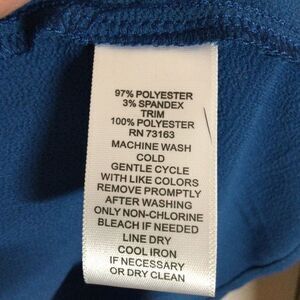 97% POLYESTER
3% SPANDEX
TRIM
100% POLYESTER
RN 73163
MACHINE WASH
COLD
GENTLE CYCLE
WITH LIKE COLORS
REMOVE PROMPTLY
AFTER WASHING
ONLY NON-CHLORINE
BLEACH IF NEEDED
LINE DRY
COOL IRON
IF NECESSARY
OR DRY CLEAN